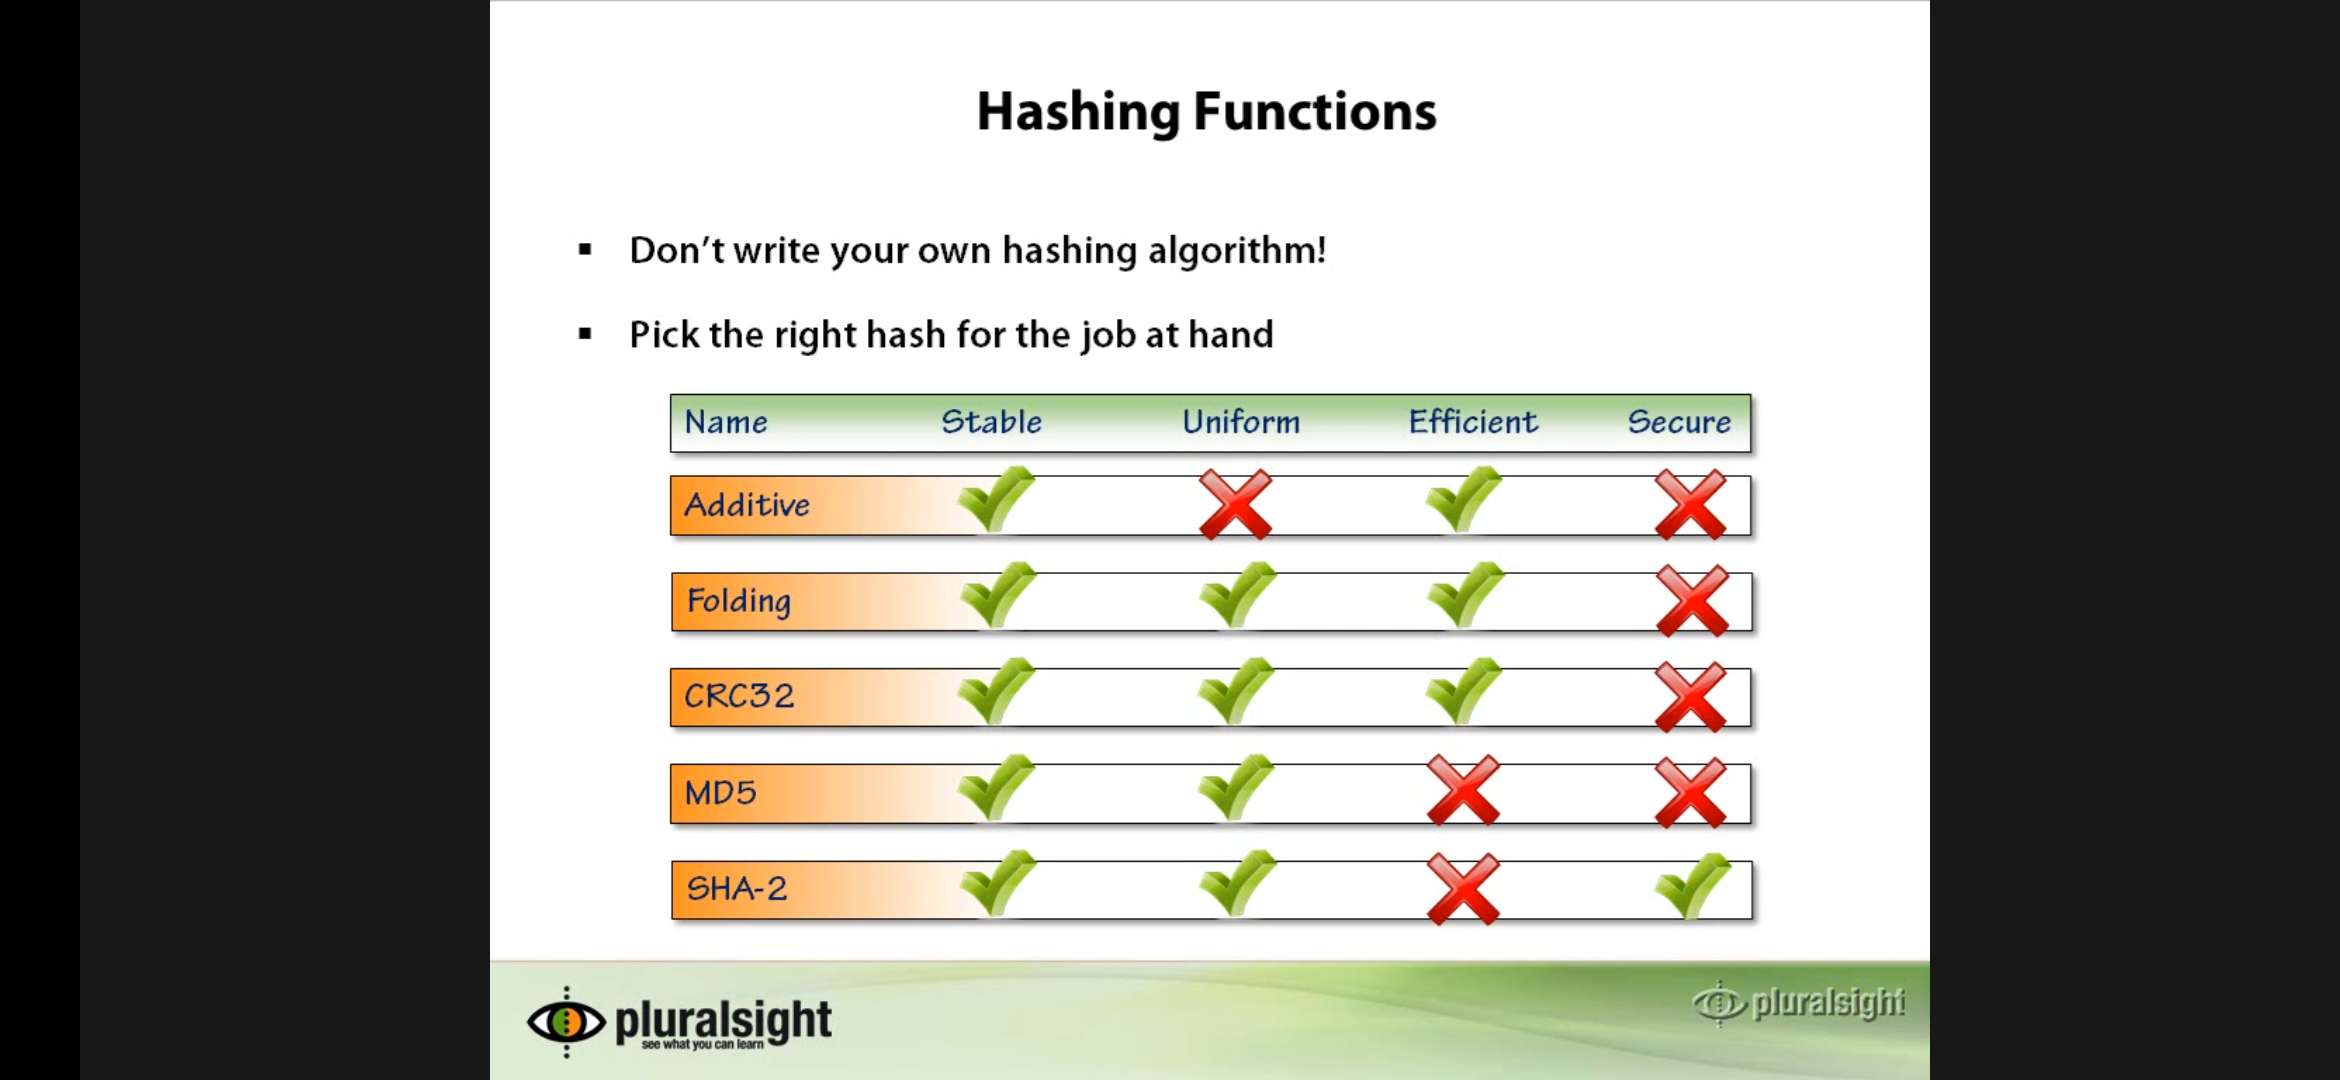 Hashing Functions
Don't write your own hashing algorithm!
Pick the right hash for the job at hand
Name Stable Uniform Efficient Secure
Additive
Folding
CRC32
MD5
SHA-2
pluralsight
see what you can learn
pluralsight